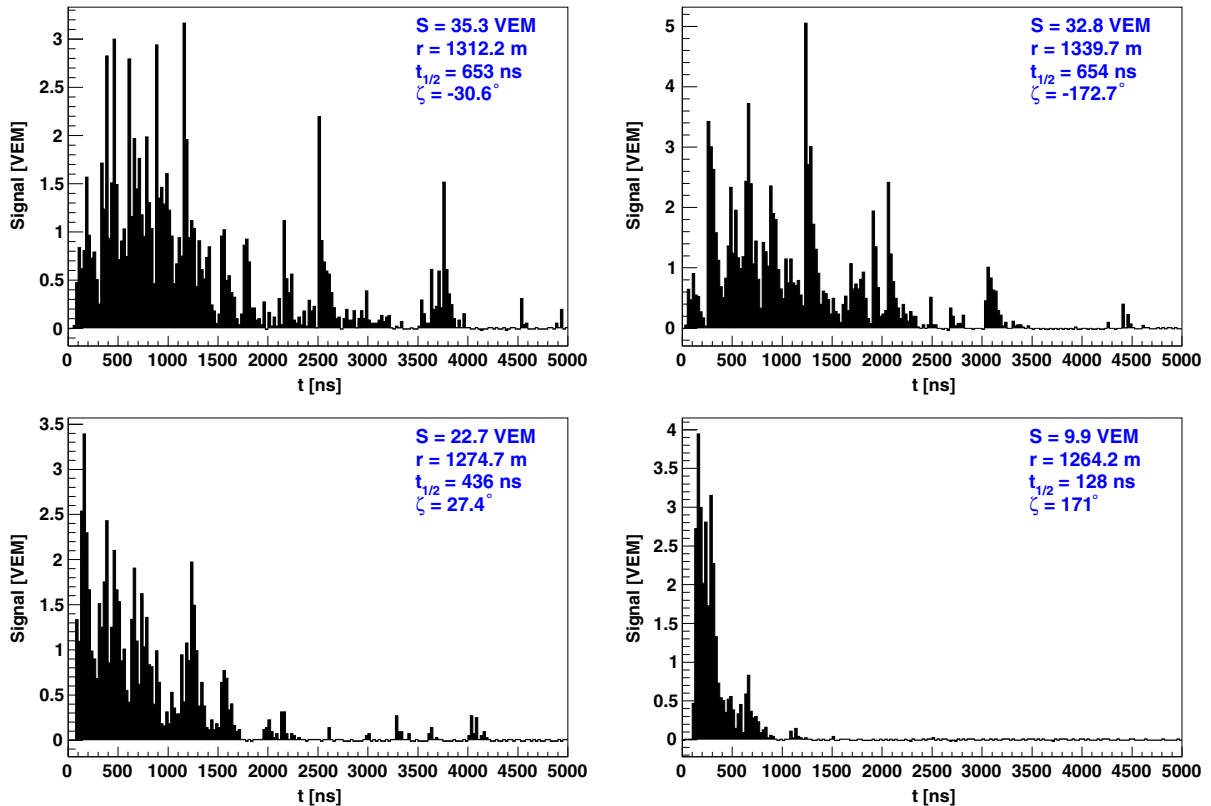 S = 35.3 VEM
r = 1312.2 m
t1/2 = 653 ns
ζ = -30.6°
Signal [VEM]
3
2.5
2
1.5
1
0.5
0
0 500 1000 1500 2000 2500 3000 3500 4000 4500 5000
t [ns]
S = 32.8 VEM
r = 1339.7 m
t1/2 = 654 ns
ζ = -172.7°
Signal [VEM]
5
4
3
2
1
0
0 500 1000 1500 2000 2500 3000 3500 4000 4500 5000
t [ns]
S = 22.7 VEM
r = 1274.7 m
t1/2 = 436 ns
ζ = 27.4°
Signal [VEM]
3.5
3
2.5
2
1.5
1
0.5
0
0 500 1000 1500 2000 2500 3000 3500 4000 4500 5000
t [ns]
S = 9.9 VEM
r = 1264.2 m
t1/2 = 128 ns
ζ = 171°
Signal [VEM]
4
3.5
3
2.5
2
1.5
1
0.5
0
0 500 1000 1500 2000 2500 3000 3500 4000 4500 5000
t [ns]